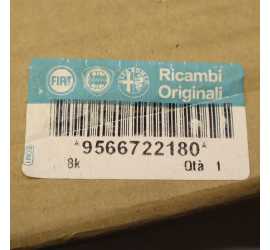 FIAT
Ricambi
Originali
*9566722180*
8k Qtà 1